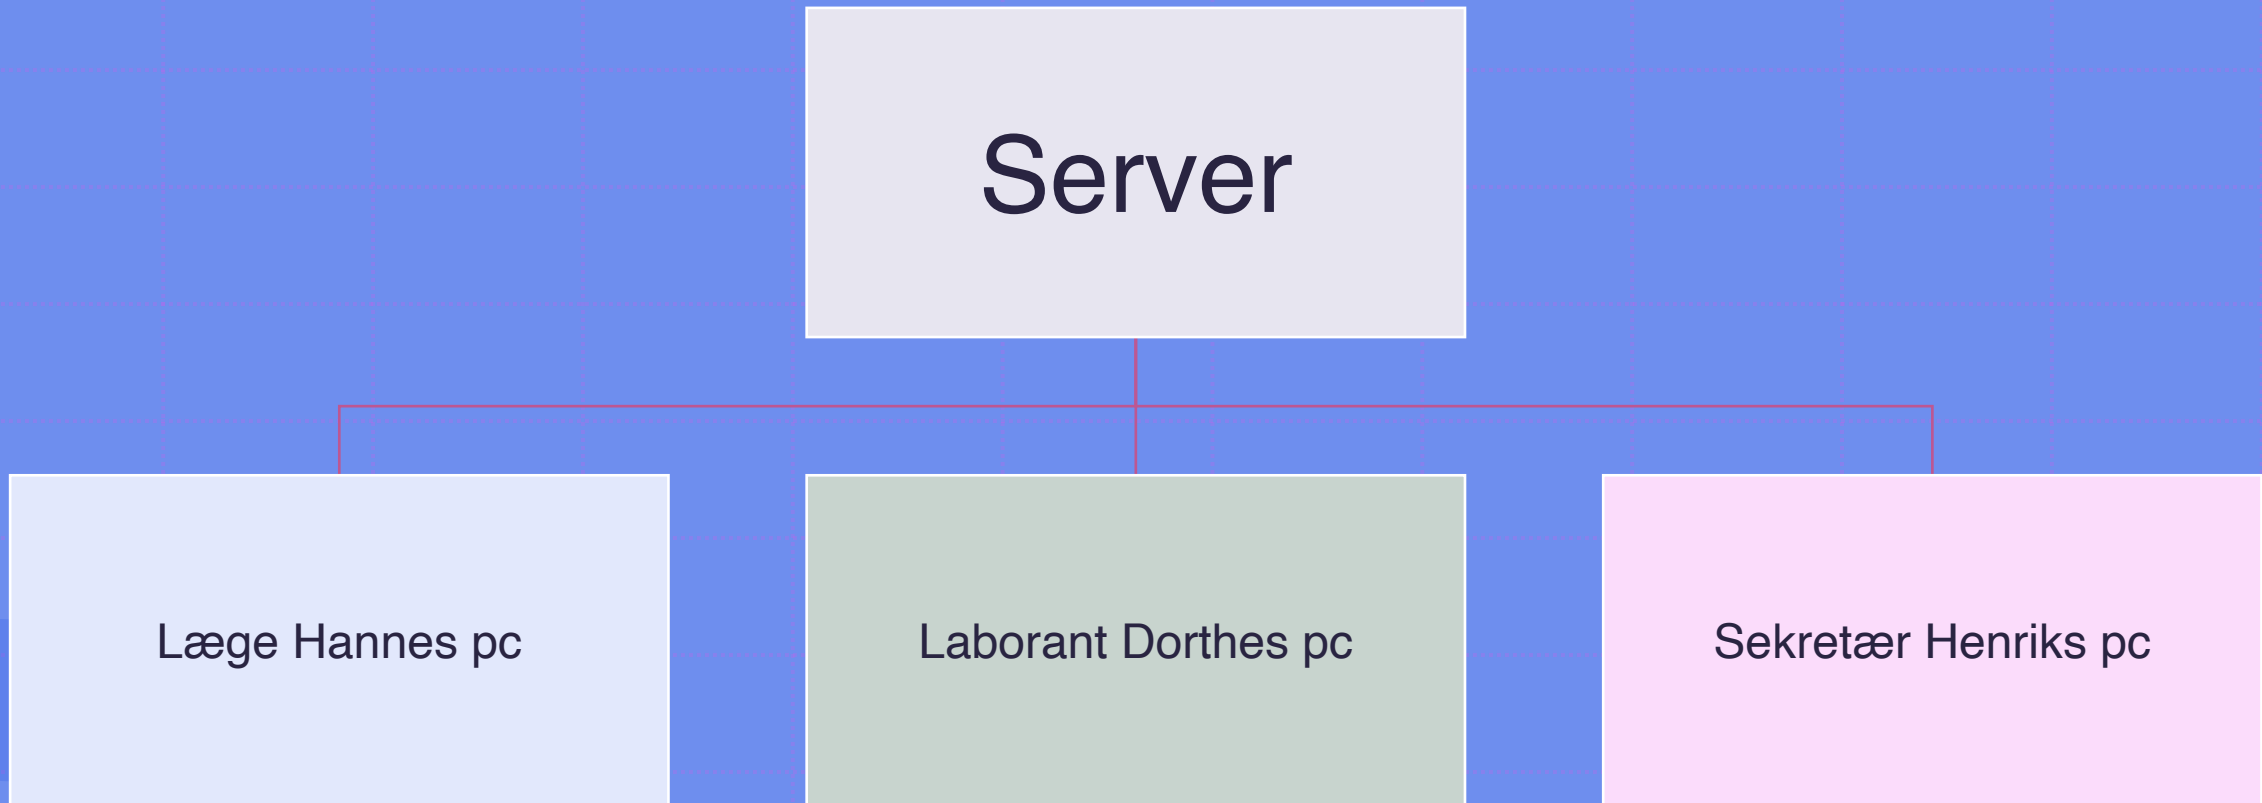 Server
Læge Hannes pc
Laborant Dorthes pc
Sekretær Henriks pc